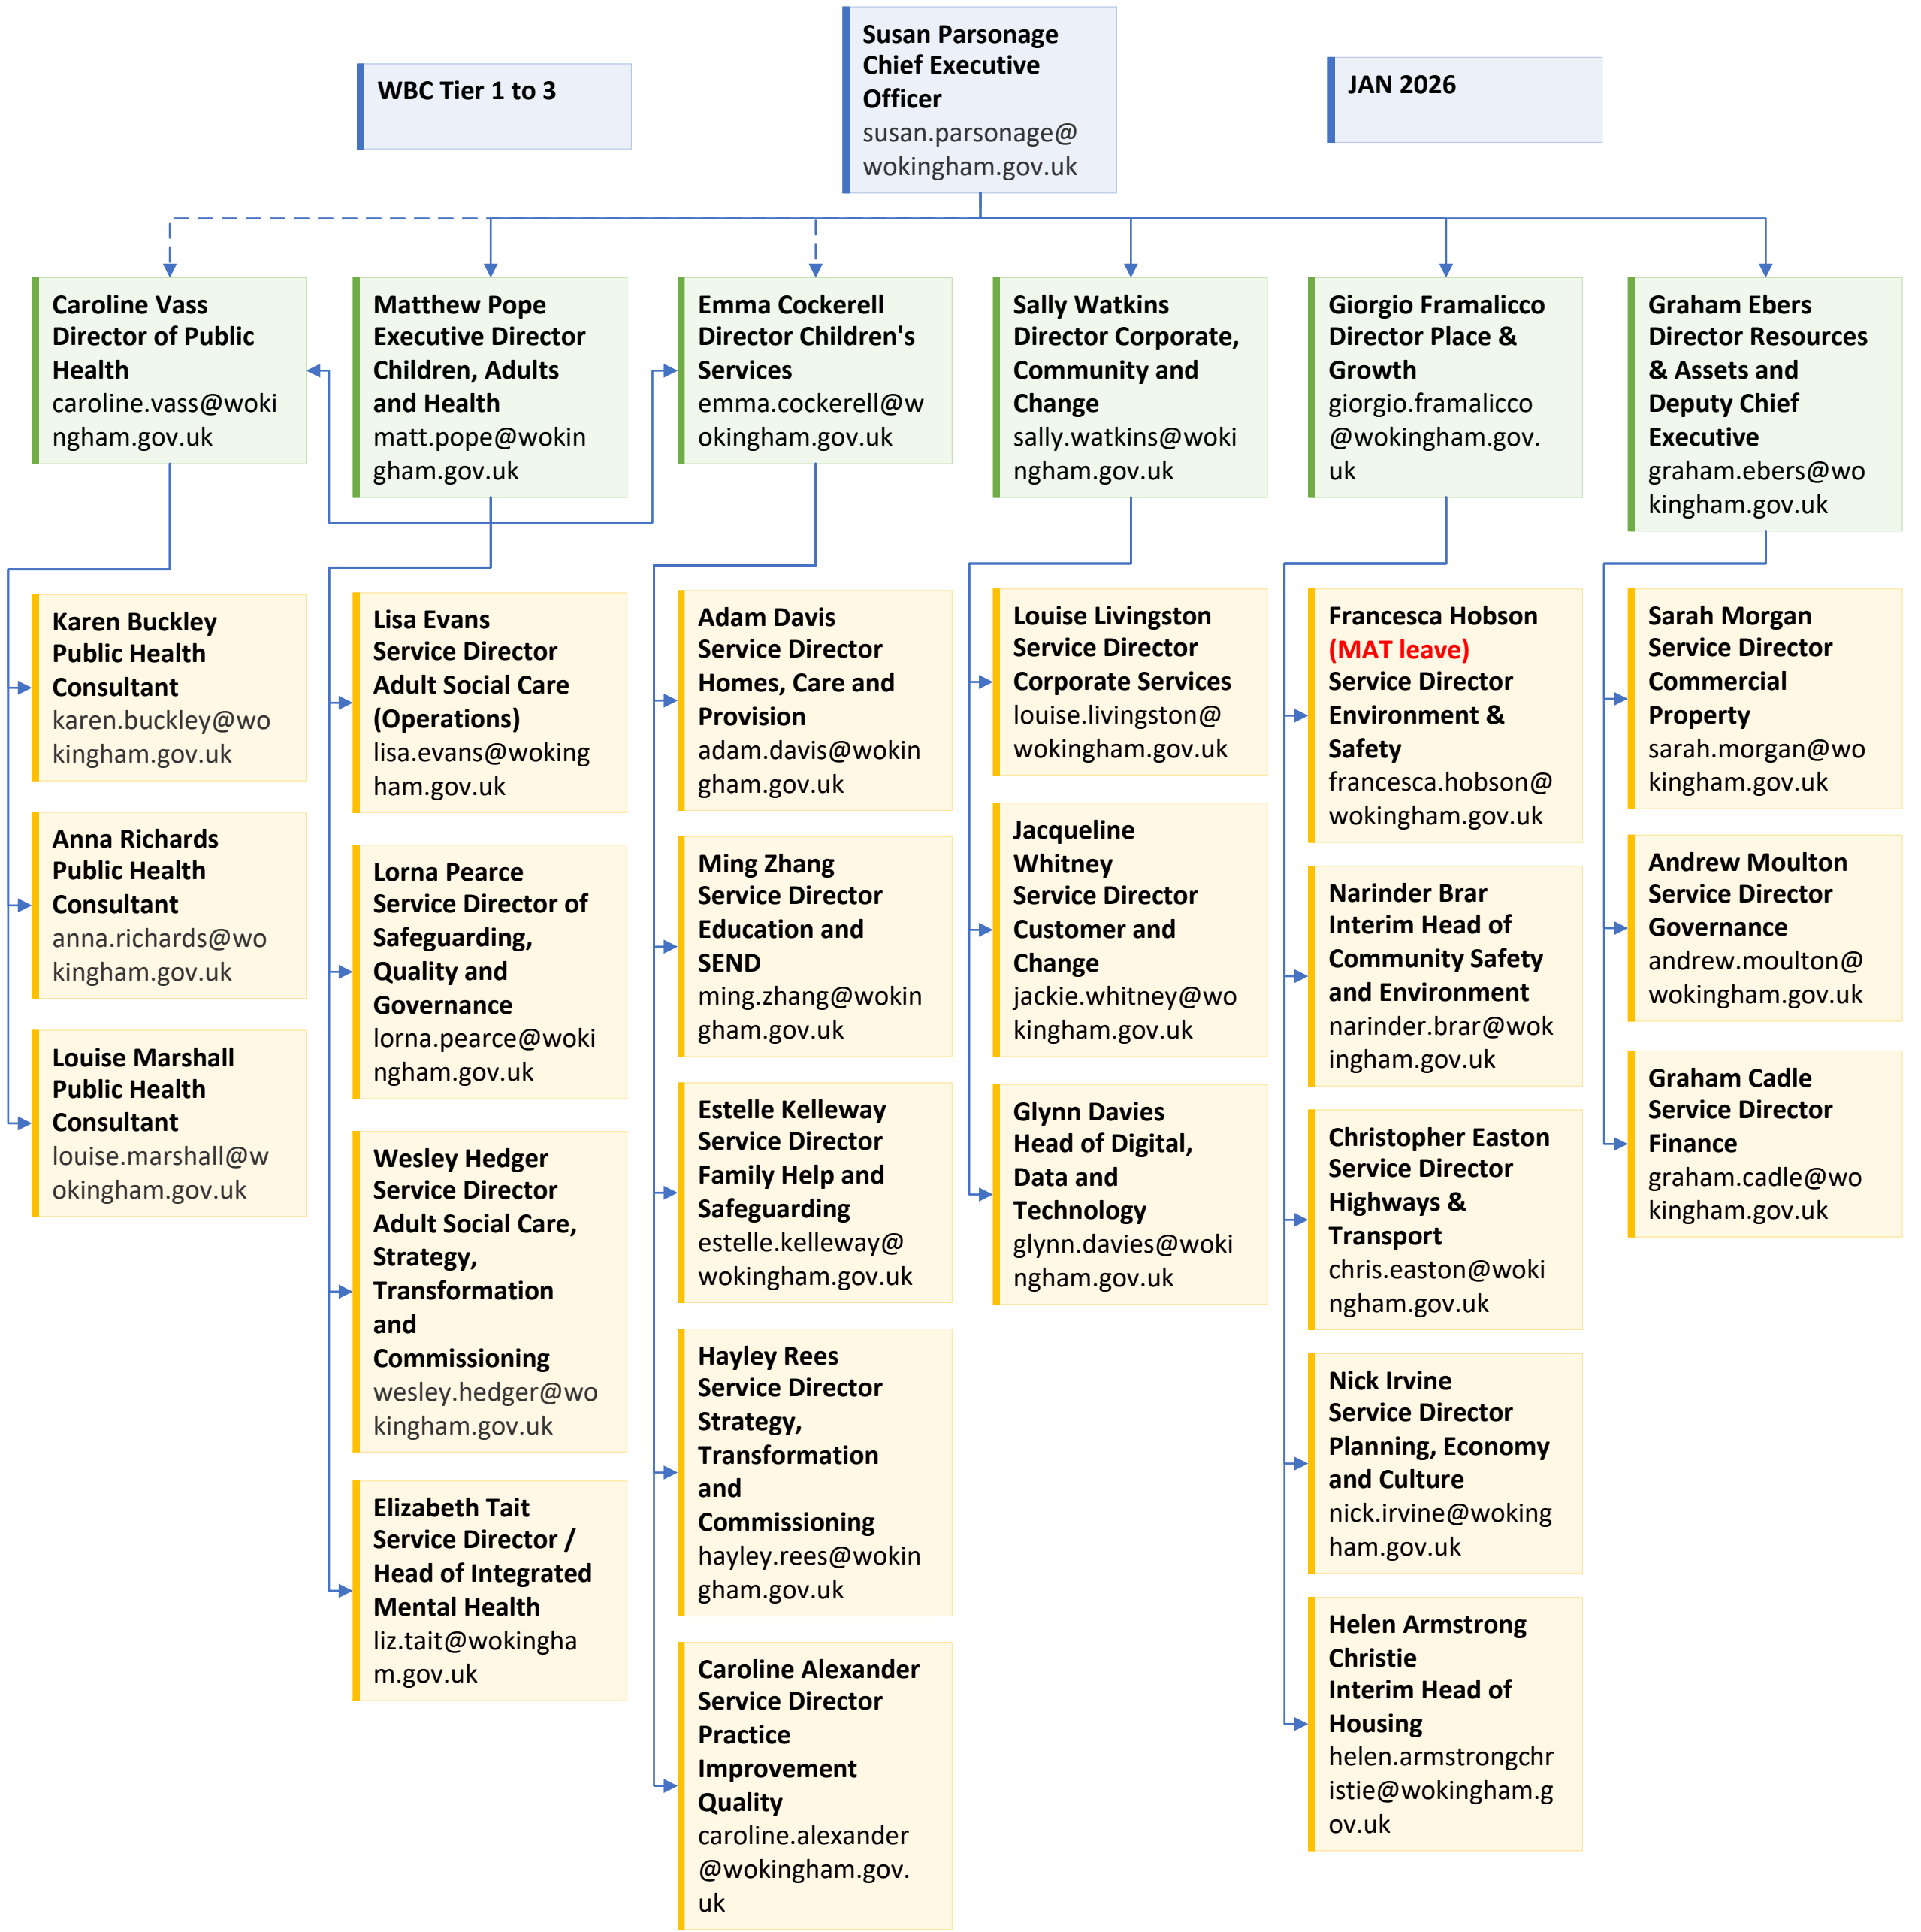 WBC Tier 1 to 3
Susan Parsonage
Chief Executive
Officer
susan.parsonage@
wokingham.gov.uk
JAN 2026
Caroline Vass
Director of Public
Health
caroline.vass@woki
ngham.gov.uk
Matthew Pope
Executive Director
Children, Adults
and Health
matt.pope@wokin
gham.gov.uk
Emma Cockerell
Director Children's
Services
emma.cockerell@w
okingham.gov.uk
Sally Watkins
Director Corporate,
Community and
Change
sally.watkins@woki
ngham.gov.uk
Giorgio Framalicco
Director Place &
Growth
giorgio.framalicco
@wokingham.gov.
uk
Graham Ebers
Director Resources
& Assets and
Deputy Chief
Executive
graham.ebers@wo
kingham.gov.uk
Karen Buckley
Public Health
Consultant
karen.buckley@wo
kingham.gov.uk
Anna Richards
Public Health
Consultant
anna.richards@wo
kingham.gov.uk
Louise Marshall
Public Health
Consultant
louise.marshall@w
okingham.gov.uk
Lisa Evans
Service Director
Adult Social Care
(Operations)
lisa.evans@woking
ham.gov.uk
Lorna Pearce
Service Director of
Safeguarding,
Quality and
Governance
lorna.pearce@woki
ngham.gov.uk
Wesley Hedger
Service Director
Adult Social Care,
Strategy,
Transformation
and
Commissioning
wesley.hedger@wo
kingham.gov.uk
Elizabeth Tait
Service Director /
Head of Integrated
Mental Health
liz.tait@wokingha
m.gov.uk
Adam Davis
Service Director
Homes, Care and
Provision
adam.davis@wokin
gham.gov.uk
Ming Zhang
Service Director
Education and
SEND
ming.zhang@wokin
gham.gov.uk
Estelle Kelleway
Service Director
Family Help and
Safeguarding
estelle.kelleway@
wokingham.gov.uk
Hayley Rees
Service Director
Strategy,
Transformation
and
Commissioning
hayley.rees@wokin
gham.gov.uk
Caroline Alexander
Service Director
Practice
Improvement
Quality
caroline.alexander
@wokingham.gov.
uk
Louise Livingston
Service Director
Corporate Services
louise.livingston@
wokingham.gov.uk
Jacqueline
Whitney
Service Director
Customer and
Change
jackie.whitney@wo
kingham.gov.uk
Glynn Davies
Head of Digital,
Data and
Technology
glynn.davies@woki
ngham.gov.uk
Francesca Hobson
(MAT leave)
Service Director
Environment &
Safety
francesca.hobson@
wokingham.gov.uk
Narinder Brar
Interim Head of
Community Safety
and Environment
narinder.brar@wok
ingham.gov.uk
Christopher Easton
Service Director
Highways &
Transport
chris.easton@woki
ngham.gov.uk
Nick Irvine
Service Director
Planning, Economy
and Culture
nick.irvine@woking
ham.gov.uk
Helen Armstrong
Christie
Interim Head of
Housing
helen.armstrongchr
istie@wokingham.g
ov.uk
Sarah Morgan
Service Director
Commercial
Property
sarah.morgan@wo
kingham.gov.uk
Andrew Moulton
Service Director
Governance
andrew.moulton@
wokingham.gov.uk
Graham Cadle
Service Director
Finance
graham.cadle@wo
kingham.gov.uk